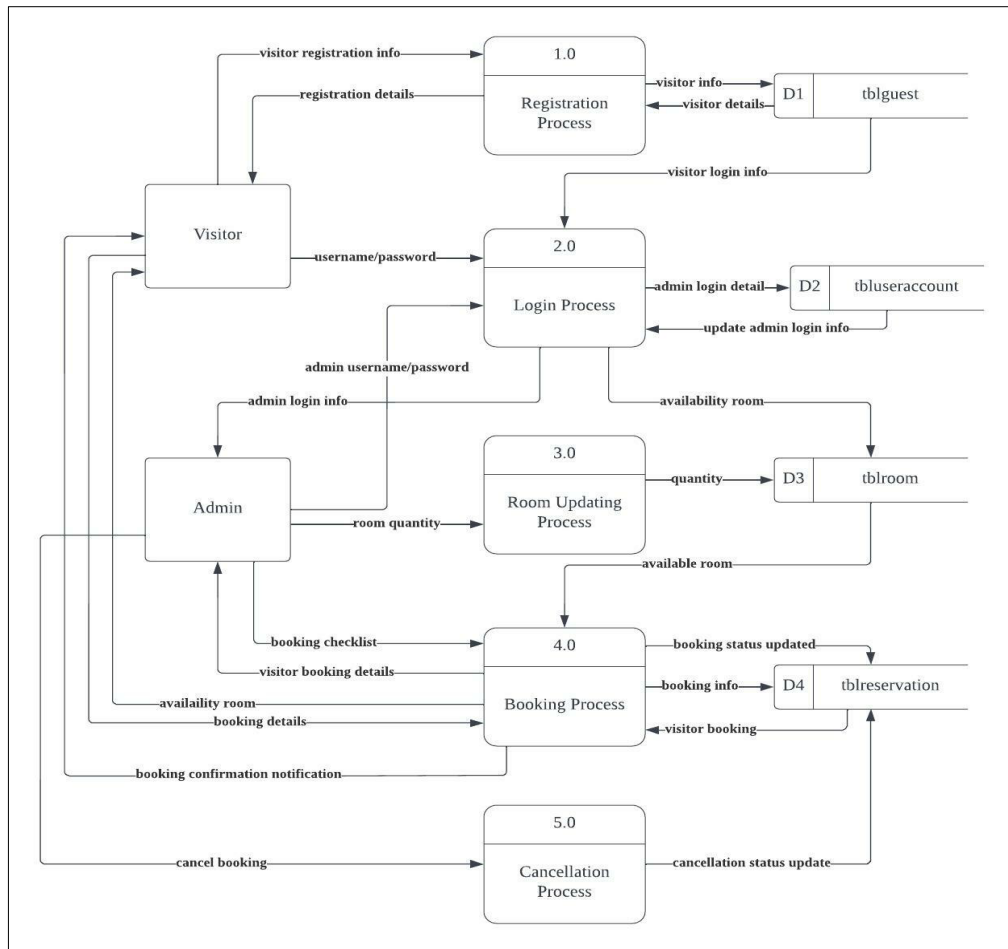 visitor registration info
1.0
registration details
Registration
Process
visitor info
visitor details
D1
tblguest
visitor login info
Visitor
username/password
2.0
Login Process
admin login detail
D2
tbluseraccount
update admin login info
admin username/password
admin login info
availability room
3.0
Admin
room quantity
Room Updating
Process
quantity
D3
tblroom
available room
booking checklist
4.0
booking status updated
visitor booking details
Booking Process
booking info
D4
tblreservation
availaility room
booking details
visitor booking
booking confirmation notification
5.0
cancel booking
Cancellation
Process
cancellation status update